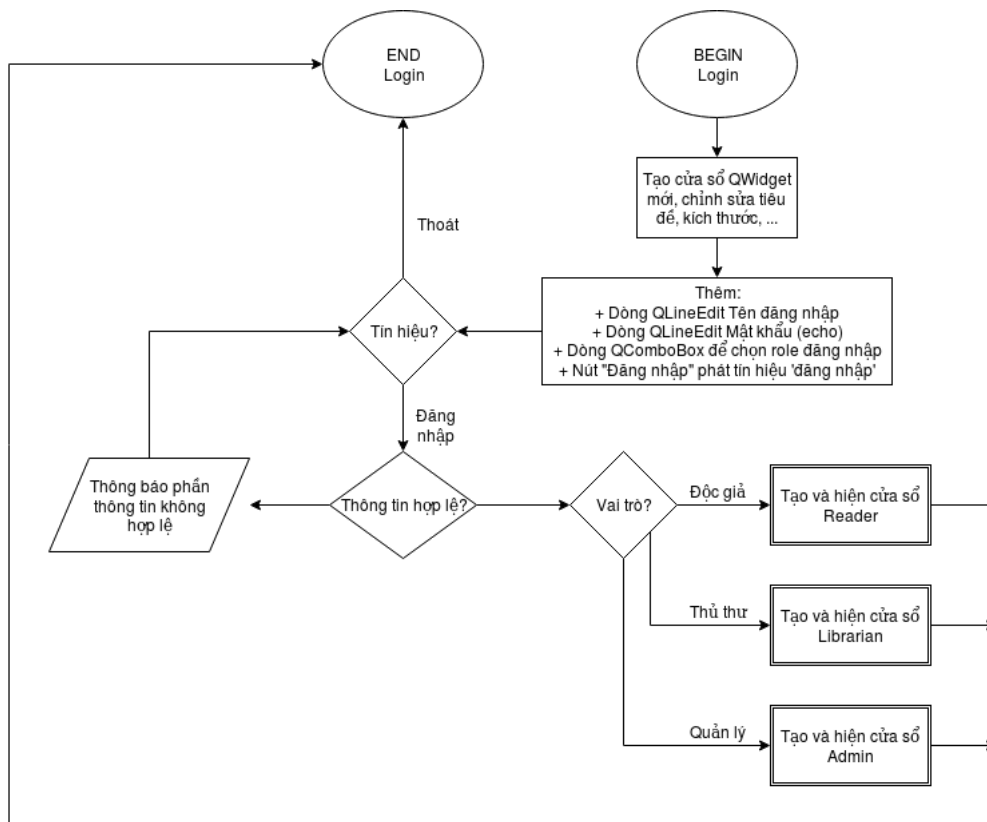 END
Login
BEGIN
Login
Tạo cửa sổ QWidget
mới, chỉnh sửa tiêu
đề, kích thước, ...
Thoát
Thêm:
+ Dòng QLineEdit Tên đăng nhập
+ Dòng QLineEdit Mật khẩu (echo)
+ Dòng QComboBox để chọn role đăng nhập
+ Nút "Đăng nhập" phát tín hiệu 'đăng nhập'
Tín hiệu?
Đăng
nhập
Thông báo phần
thông tin không
hợp lệ
Thông tin hợp lệ?
Vai trò?
Độc giả
Tạo và hiện cửa sổ
Reader
Thủ thư
Tạo và hiện cửa sổ
Librarian
Quản lý
Tạo và hiện cửa sổ
Admin